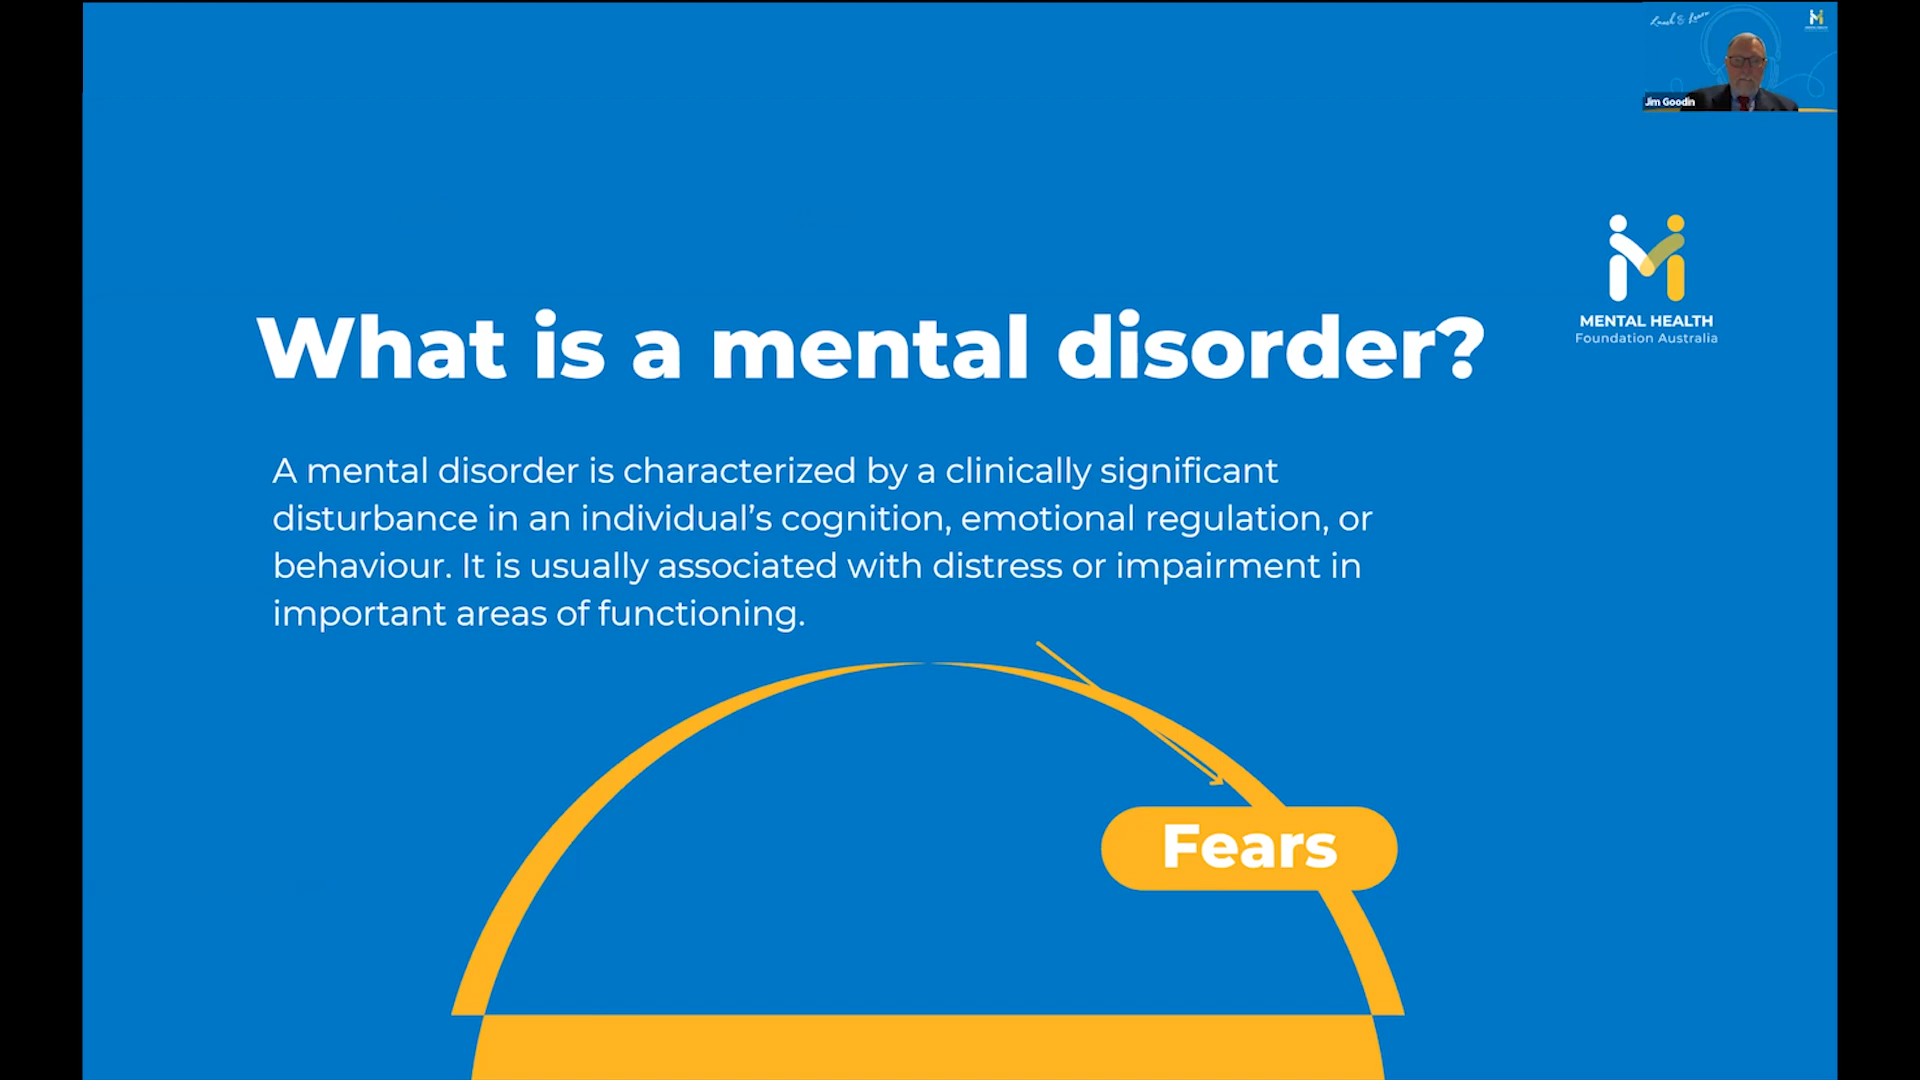 Lunch & Learn
Jim Goodin
MENTAL HEALTH
Foundation Australia
What is a mental disorder?
A mental disorder is characterized by a clinically significant
disturbance in an individual's cognition, emotional regulation, or
behaviour. It is usually associated with distress or impairment in
important areas of functioning.
Fears